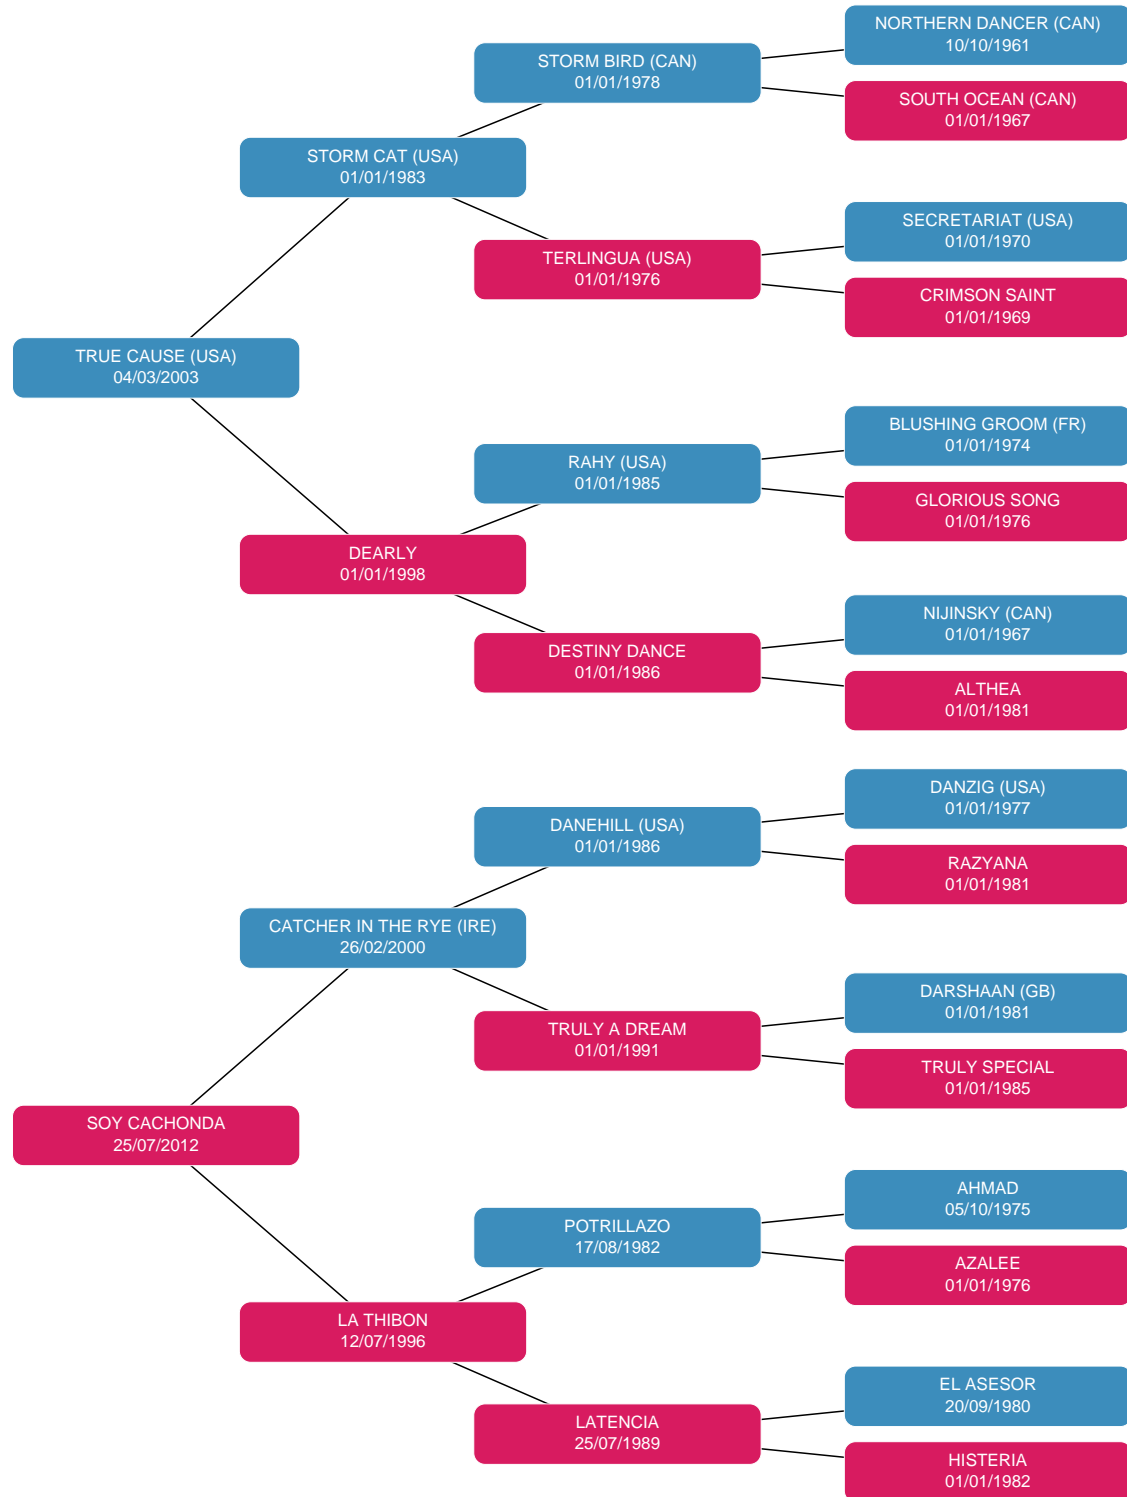 NORTHERN DANCER (CAN)
10/10/1961
STORM BIRD (CAN)
01/01/1978
SOUTH OCEAN (CAN)
01/01/1967
STORM CAT (USA)
01/01/1983
SECRETARIAT (USA)
01/01/1970
TERLINGUA (USA)
01/01/1976
CRIMSON SAINT
01/01/1969
TRUE CAUSE (USA)
04/03/2003
BLUSHING GROOM (FR)
01/01/1974
RAHY (USA)
01/01/1985
GLORIOUS SONG
01/01/1976
DEARLY
01/01/1998
NIJINSKY (CAN)
01/01/1967
DESTINY DANCE
01/01/1986
ALTHEA
01/01/1981
DANZIG (USA)
01/01/1977
DANEHILL (USA)
01/01/1986
RAZYANA
01/01/1981
CATCHER IN THE RYE (IRE)
26/02/2000
DARSHAAN (GB)
01/01/1981
TRULY A DREAM
01/01/1991
TRULY SPECIAL
01/01/1985
SOY CACHONDA
25/07/2012
AHMAD
05/10/1975
POTRILLAZO
17/08/1982
AZALEE
01/01/1976
LA THIBON
12/07/1996
EL ASESOR
20/09/1980
LATENCIA
25/07/1989
HISTERIA
01/01/1982